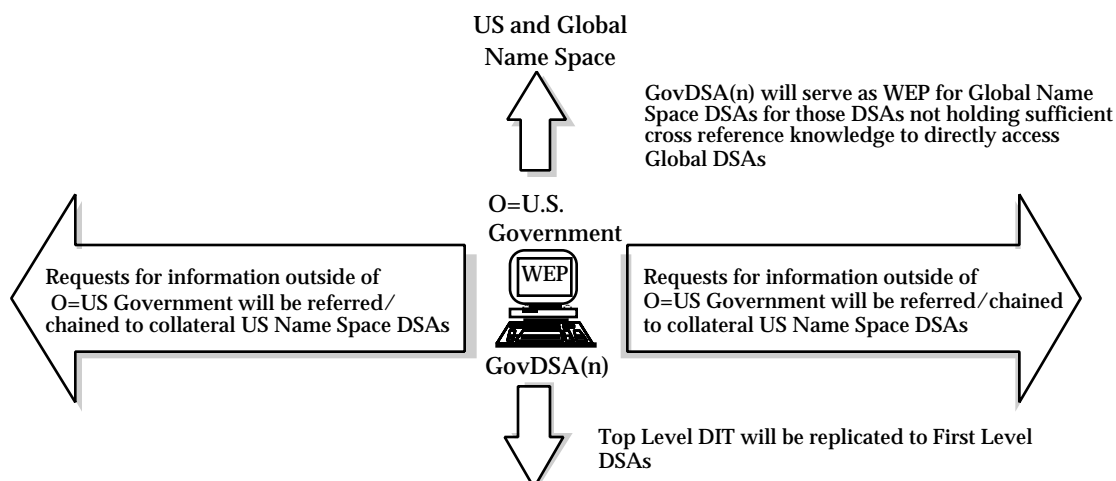 US and Global
Name Space
GovDSA(n) will serve as WEP for Global Name
Space DSAs for those DSAs not holding sufficient
cross reference knowledge to directly access
Global DSAs
O=U.S.
Government
WEP
Requests for information outside of
O=US Government will be referred/
chained to collateral US Name Space DSAs
Requests for information outside of
O=US Government will be referred/chained
to collateral US Name Space DSAs
GovDSA(n)
Top Level DIT will be replicated to First Level
DSAs